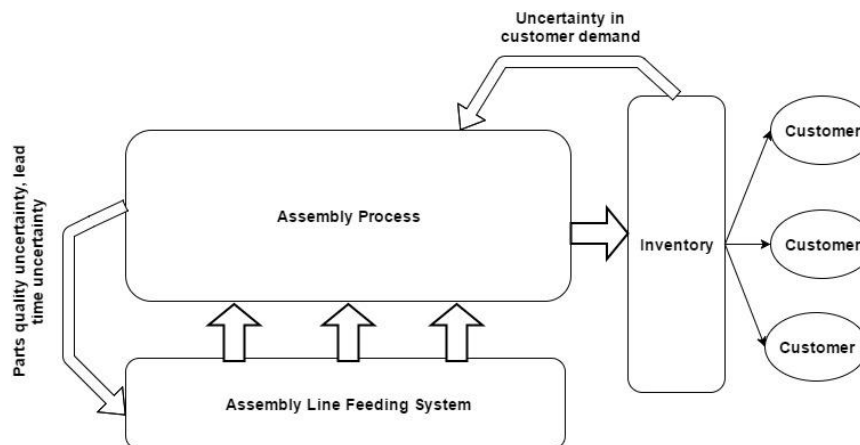 Uncertainty in
customer demand
Customer
Parts quality uncertainty, lead
time uncertainty
Assembly Process
Inventory
Customer
Customer
Assembly Line Feeding System